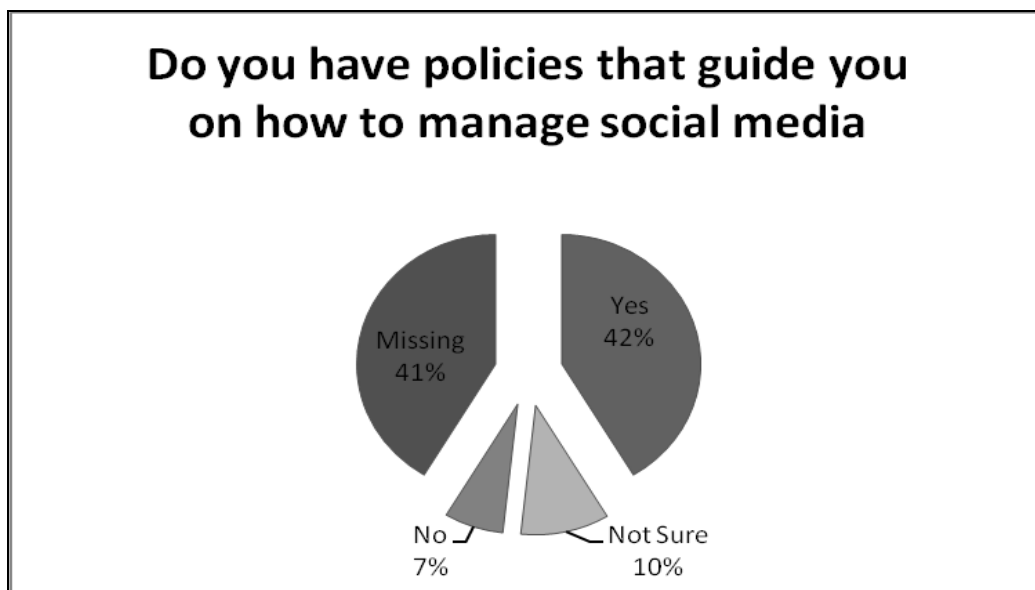 Do you have policies that guide you
on how to manage social media
Missing
41%
Yes
42%
No
7%
Not Sure
10%